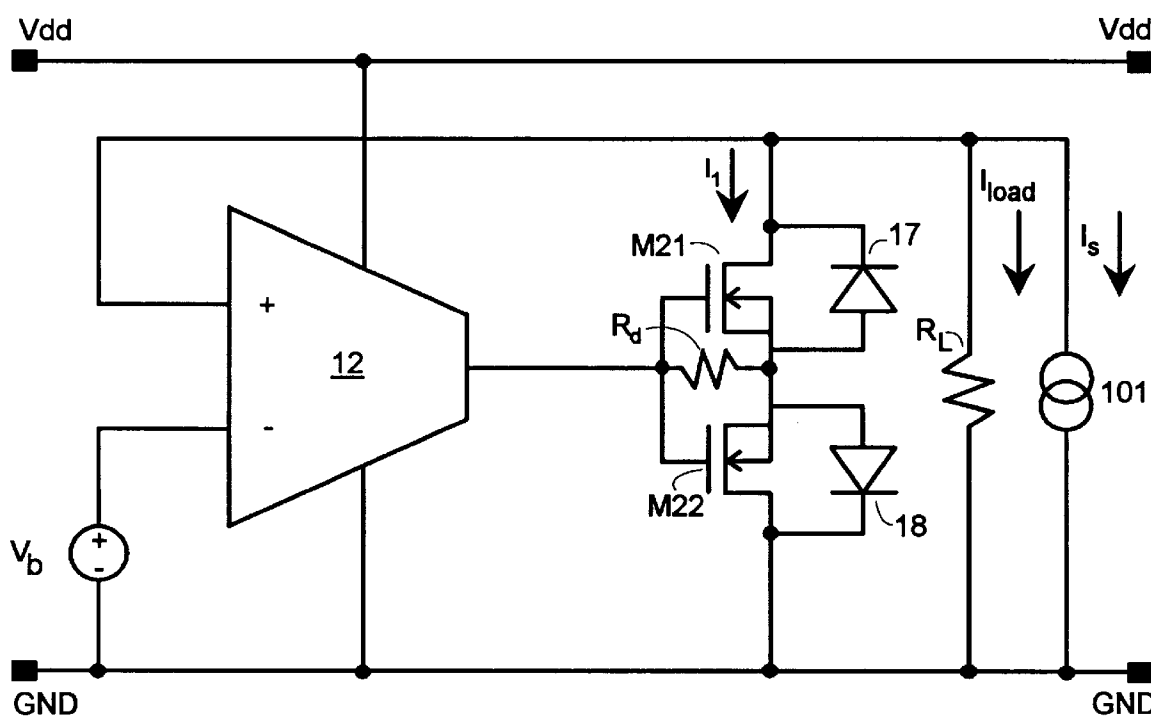 Vdd
Vdd
I1
Iload
Is
M21
17
+
Rd
RL
12
101
-
M22
18
Vb
+
-
GND
GND